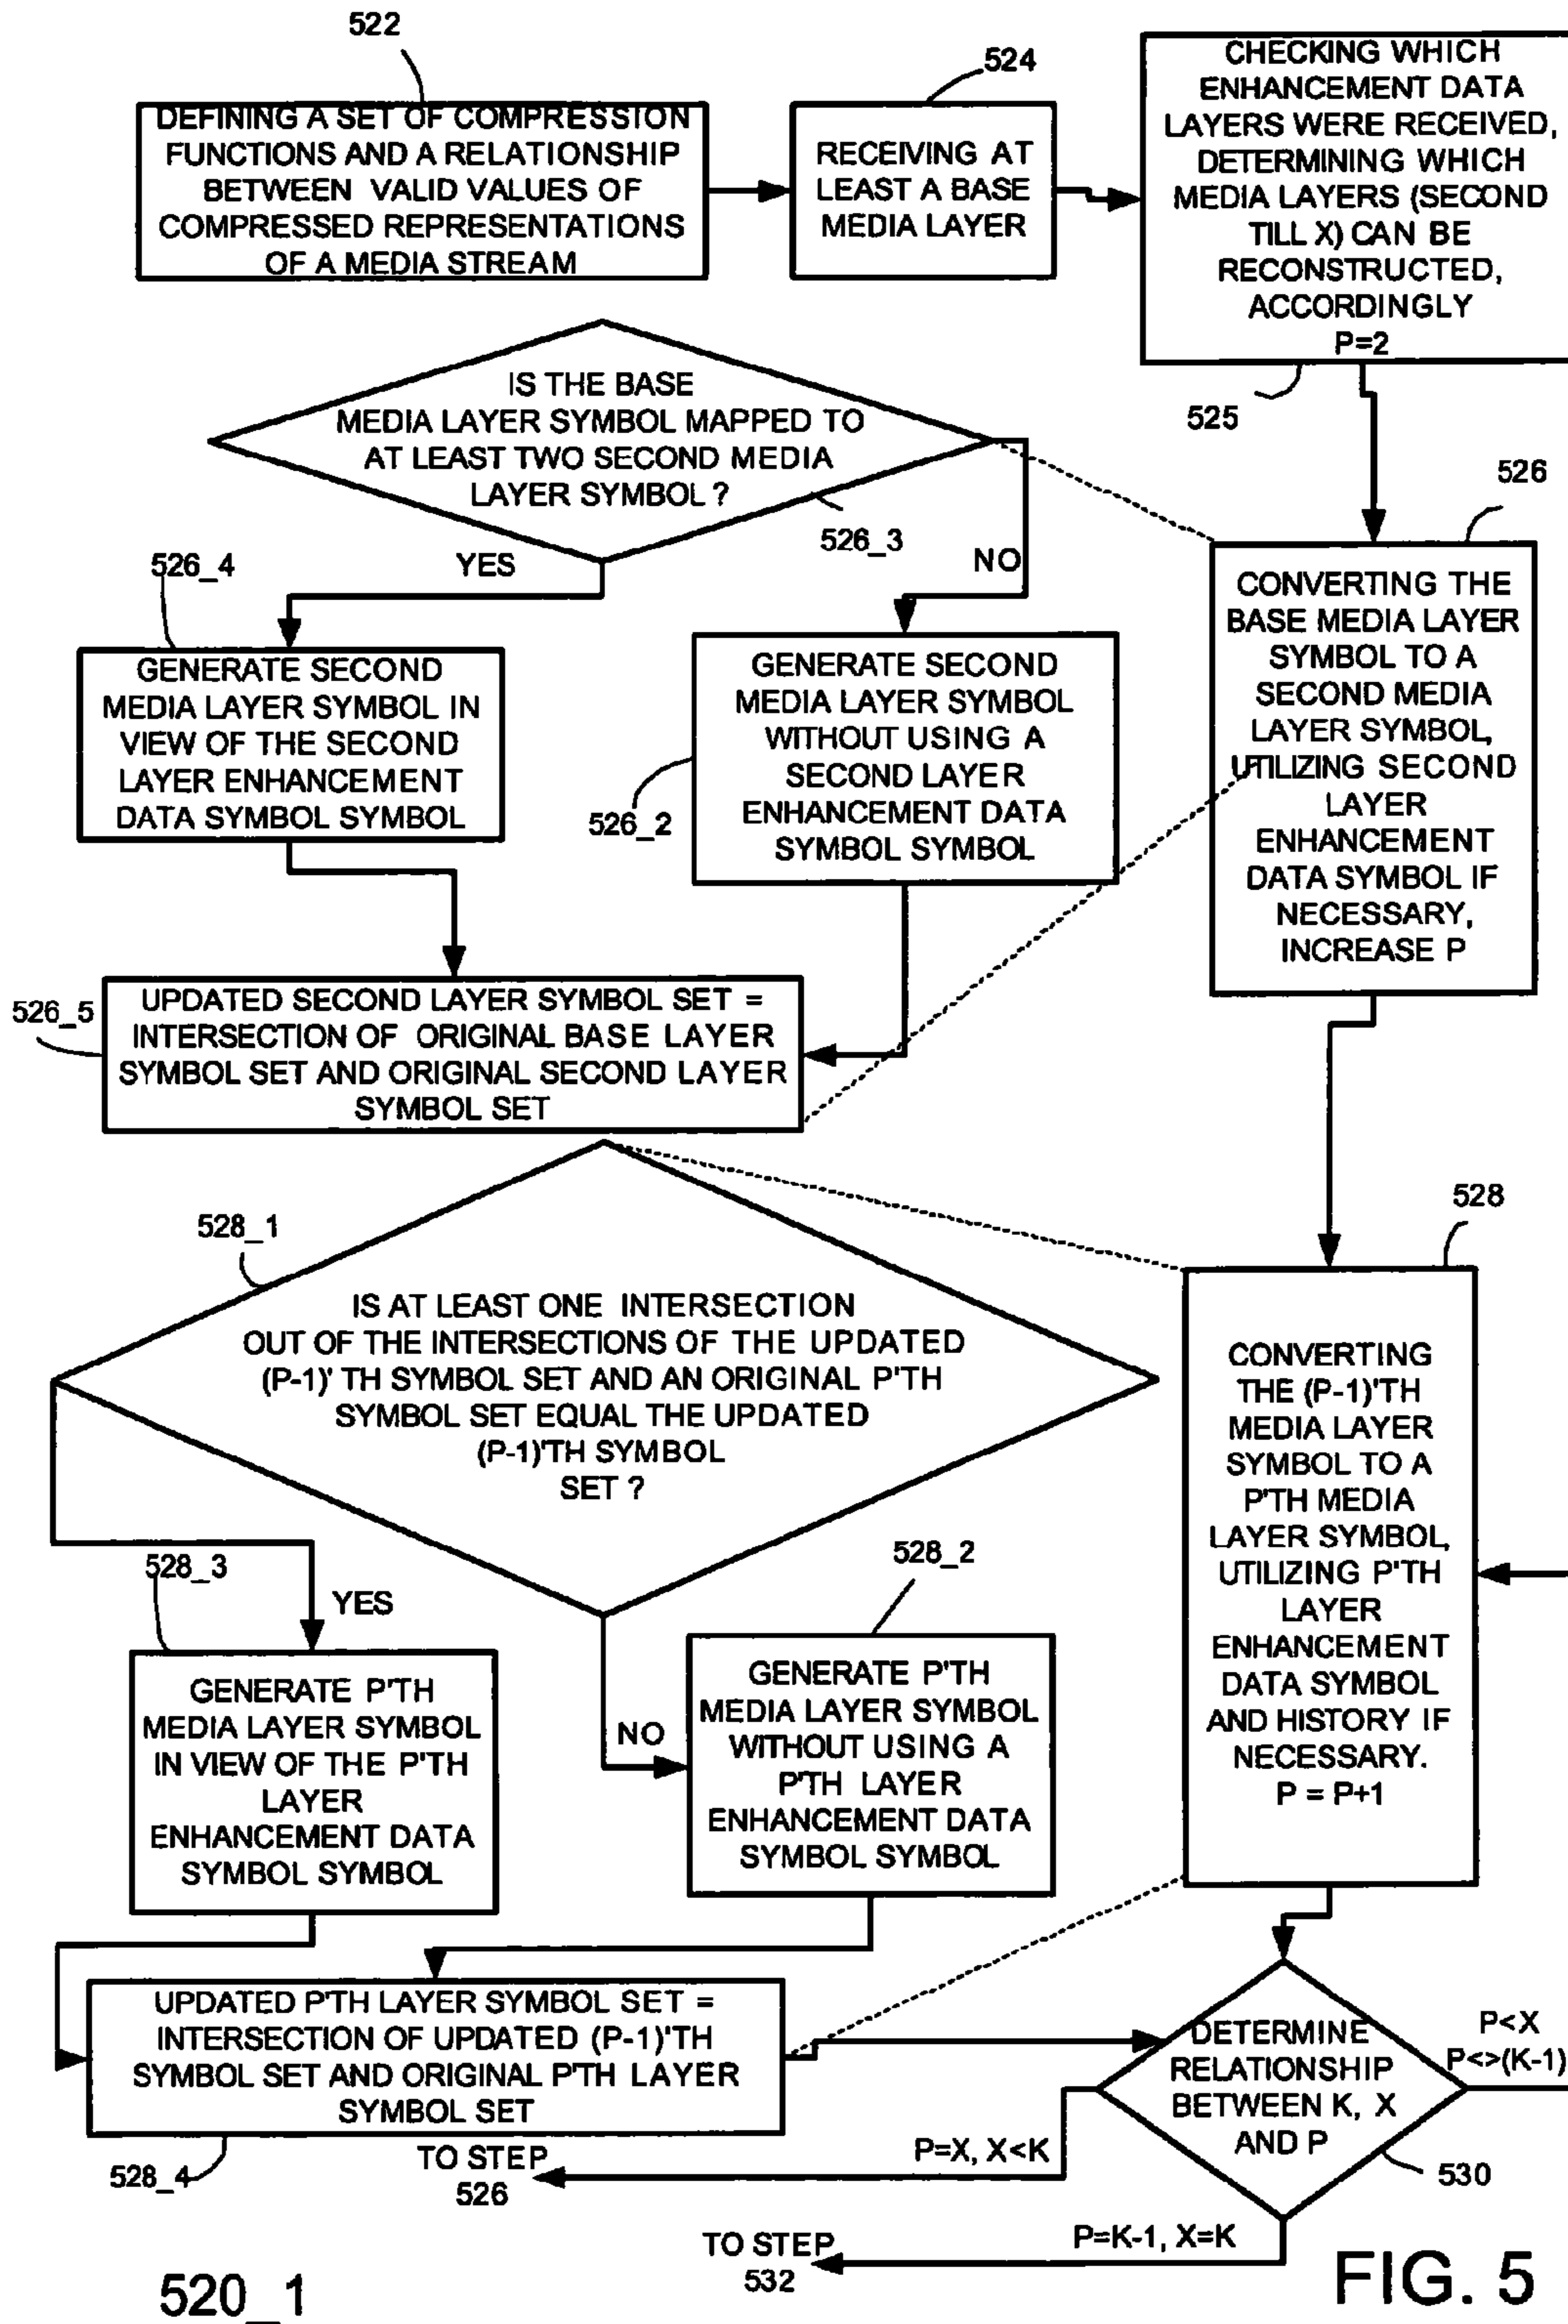 522
DEFINING A SET OF COMPRESSION
FUNCTIONS AND A RELATIONSHIP
BETWEEN VALID VALUES OF
COMPRESSED REPRESENTATIONS
OF A MEDIA STREAM
524
RECEIVING AT
LEAST A BASE
MEDIA LAYER
CHECKING WHICH
ENHANCEMENT DATA
LAYERS WERE RECEIVED,
DETERMINING WHICH
MEDIA LAYERS (SECOND
TILL X) CAN BE
RECONSTRUCTED,
ACCORDINGLY
P=2
525
IS THE BASE
MEDIA LAYER SYMBOL MAPPED TO
AT LEAST TWO SECOND MEDIA
LAYER SYMBOL ?
526_3
YES
NO
526_4
GENERATE SECOND
MEDIA LAYER SYMBOL IN
VIEW OF THE SECOND
LAYER ENHANCEMENT
DATA SYMBOL SYMBOL
GENERATE SECOND
MEDIA LAYER SYMBOL
WITHOUT USING A
SECOND LAYER
ENHANCEMENT DATA
SYMBOL SYMBOL
526_2
526
CONVERTING THE
BASE MEDIA LAYER
SYMBOL TO A
SECOND MEDIA
LAYER SYMBOL,
UTILIZING SECOND
LAYER
ENHANCEMENT
DATA SYMBOL IF
NECESSARY,
INCREASE P
526_5
UPDATED SECOND LAYER SYMBOL SET =
INTERSECTION OF ORIGINAL BASE LAYER
SYMBOL SET AND ORIGINAL SECOND LAYER
SYMBOL SET
528_1
IS AT LEAST ONE INTERSECTION
OUT OF THE INTERSECTIONS OF THE UPDATED
(P-1)' TH SYMBOL SET AND AN ORIGINAL P'TH
SYMBOL SET EQUAL THE UPDATED
(P-1)'TH SYMBOL
SET ?
528
CONVERTING
THE (P-1)'TH
MEDIA LAYER
SYMBOL TO A
P'TH MEDIA
LAYER SYMBOL,
UTILIZING P'TH
LAYER
ENHANCEMENT
DATA SYMBOL
AND HISTORY IF
NECESSARY.
P = P+1
528_3
YES
GENERATE P'TH
MEDIA LAYER SYMBOL
IN VIEW OF THE P'TH
LAYER
ENHANCEMENT DATA
SYMBOL SYMBOL
NO
528_2
GENERATE P'TH
MEDIA LAYER SYMBOL
WITHOUT USING A
P'TH LAYER
ENHANCEMENT DATA
SYMBOL SYMBOL
UPDATED P'TH LAYER SYMBOL SET =
INTERSECTION OF UPDATED (P-1)'TH
SYMBOL SET AND ORIGINAL P'TH LAYER
SYMBOL SET
528_4
DETERMINE
RELATIONSHIP
BETWEEN K, X
AND P
530
P<X
P<>(K-1)
P=X, X<K
TO STEP
526
P=K-1, X=K
TO STEP
532
520_1
FIG. 5